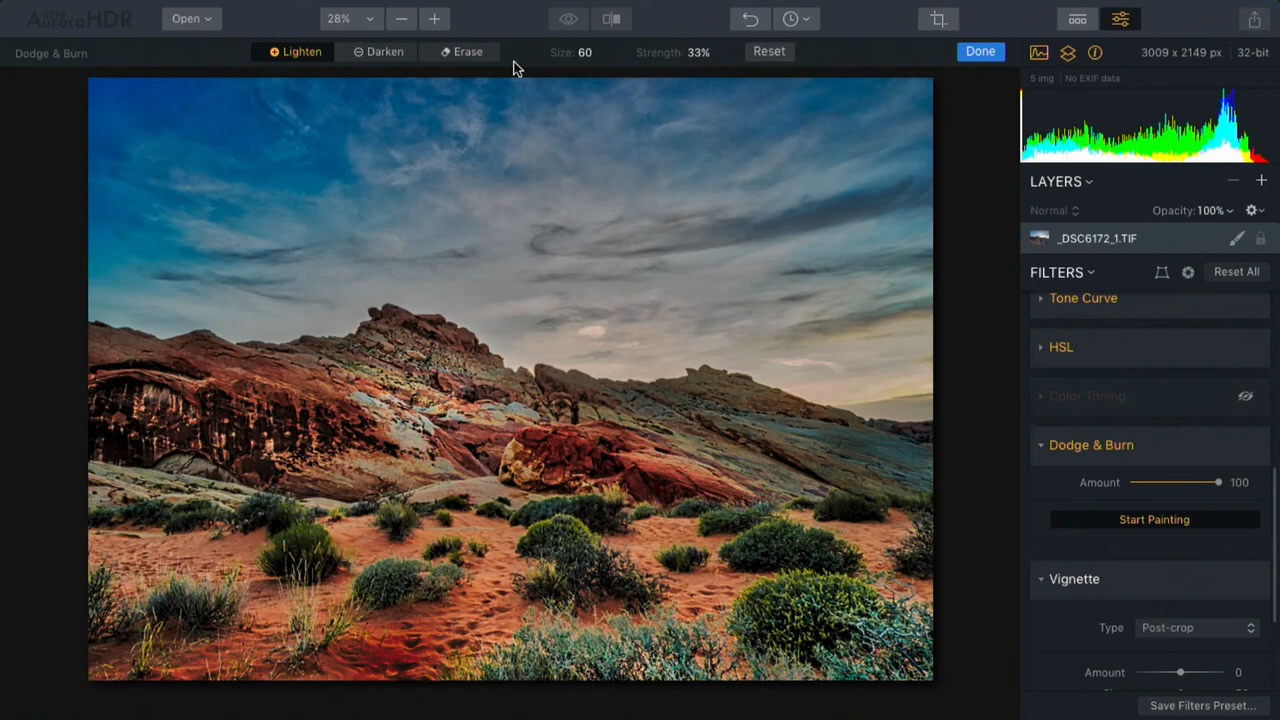 2018
AuroraHDR
Open
28%
Dodge & Burn
Lighten
Darken
Erase
Size: 60
Strength: 33%
Reset
Done
3009 x 2149 px
32-bit
5 img | No EXIF data
LAYERS
Normal
Opacity: 100%
_DSC6172_1.TIF
FILTERS
Reset All
Tone Curve
HSL
Color Toning
Dodge & Burn
Amount 100
Start Painting
Vignette
Type Post-crop
Amount 0
Save Filters Preset...